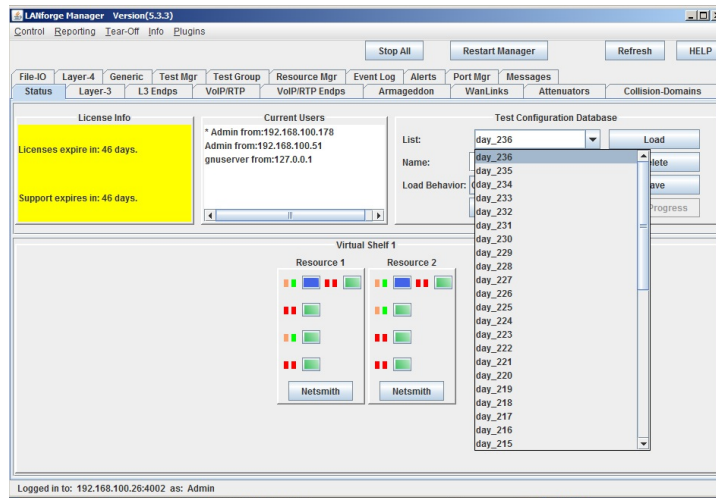 LANforge Manager Version(5.3.3)
Control Reporting Tear-Off Info Plugins
Stop All Restart Manager Refresh HELP
File-IO Layer-4 Generic Test Mgr Test Group Resource Mgr Event Log Alerts Port Mgr Messages
Status Layer-3 L3 Endps VoIP/RTP VoIP/RTP Endps Armageddon WanLinks Attenuators Collision-Domains
License Info
Licenses expire in: 46 days.
Support expires in: 46 days.
Current Users
* Admin from:192.168.100.178
Admin from:192.168.100.51
gnuserver from:127.0.0.1
Test Configuration Database
List: day_236 Load
Name:
Load Behavior:
Progress
day_236
day_235
day_234
day_233
day_232
day_231
day_230
day_229
day_228
day_227
day_226
day_225
day_224
day_223
day_222
day_221
day_220
day_219
day_218
day_217
day_216
day_215
Virtual Shelf 1
Resource 1 Resource 2
Netsmith Netsmith
Logged in to: 192.168.100.26:4002 as: Admin